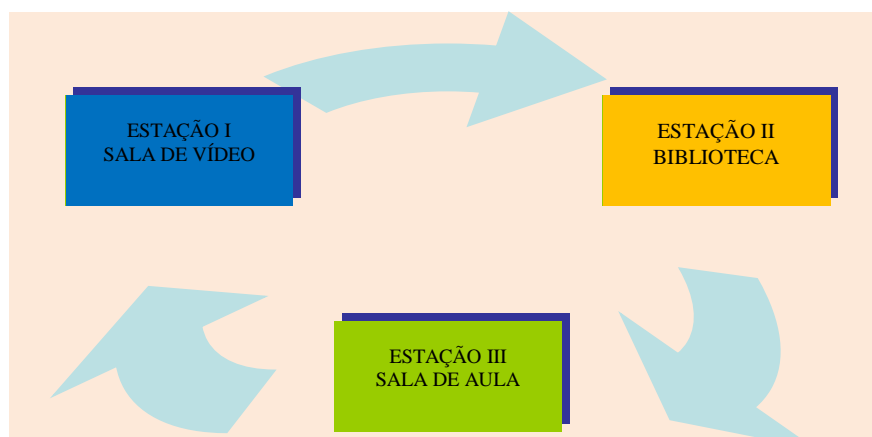 ESTAÇÃO I
SALA DE VÍDEO
ESTAÇÃO II
BIBLIOTECA
ESTAÇÃO III
SALA DE AULA